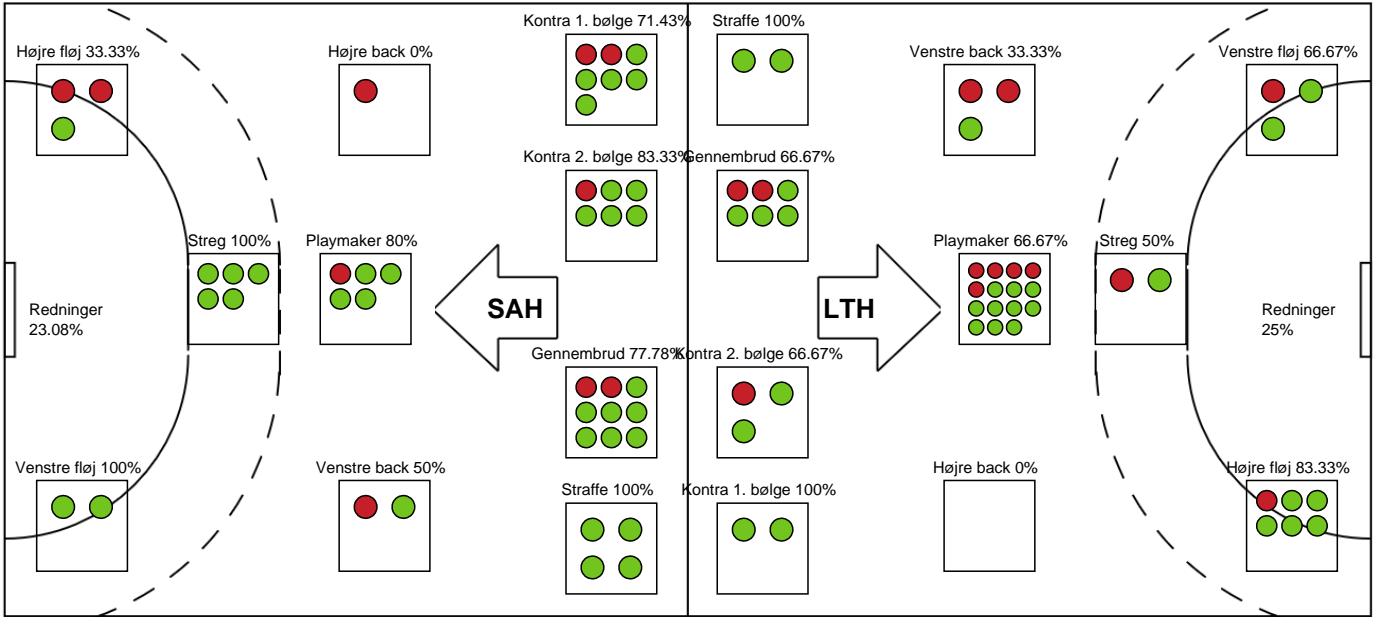 Kontra 1. bølge 71.43%
Straffe 100%
Højre fløj 33.33%
Højre back 0%
Venstre back 33.33%
Venstre fløj 66.67%
Kontra 2. bølge 83.33%
Gennembrud 66.67%
Streg 100%
Playmaker 80%
Playmaker 66.67%
Streg 50%
Redninger
23.08%
SAH
LTH
Redninger
25%
Gennembrud 77.78%
Kontra 2. bølge 66.67%
Venstre fløj 100%
Venstre back 50%
Højre back 0%
Højre fløj 83.33%
Straffe 100%
Kontra 1. bølge 100%